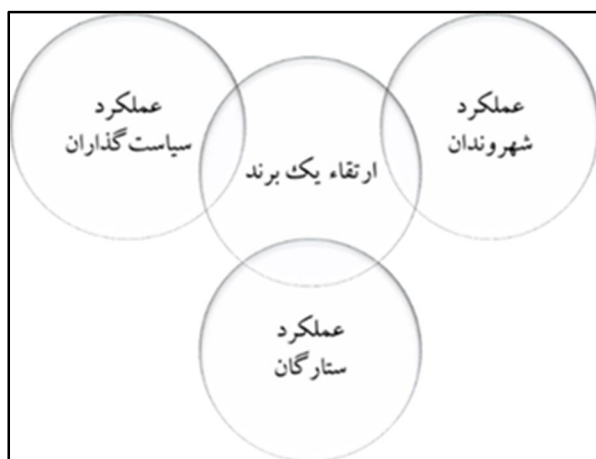 عملکرد
شهروندان
عملکرد
سیاست‌گذاران
ارتقاء یک برند
عملکرد
ستارگان